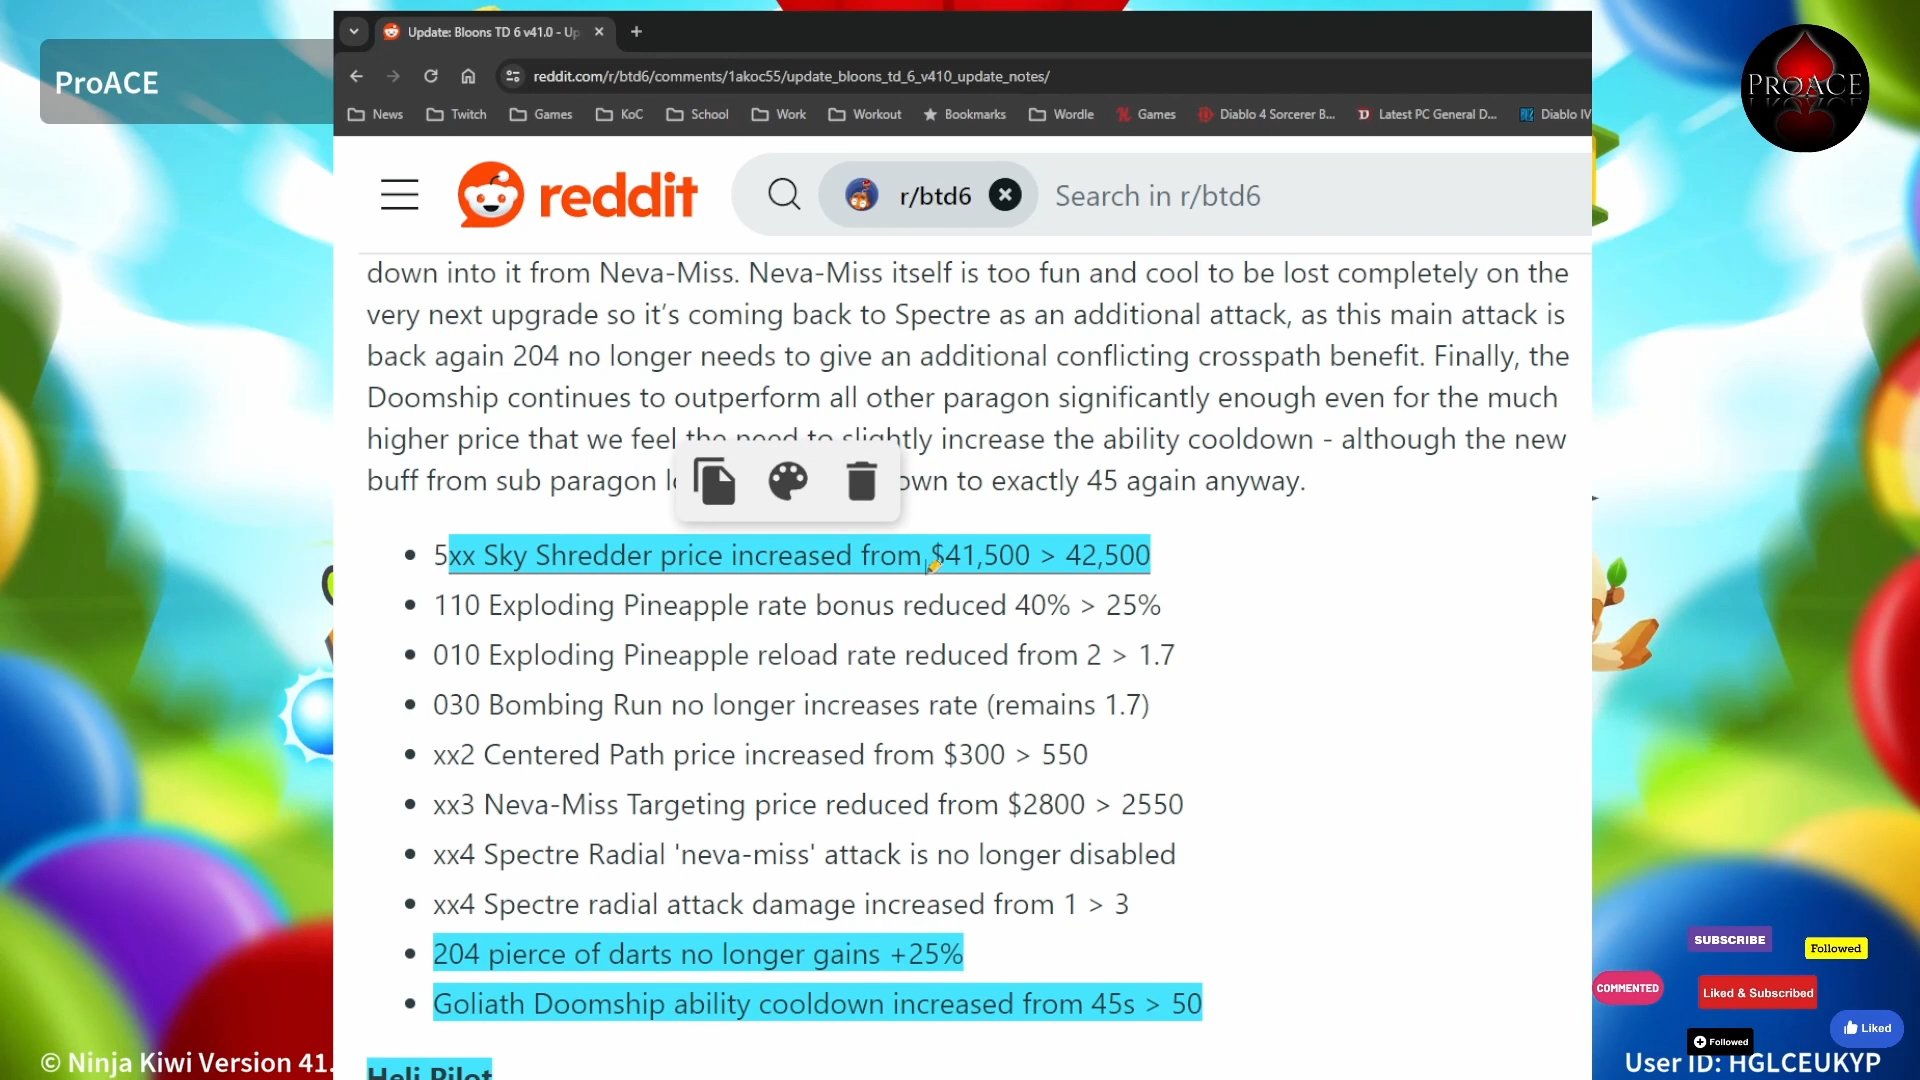 ProACE
Update: Bloons TD 6 v41.0 - Up
reddit.com/r/btd6/comments/1akoc55/update_bloons_td_6_v410_update_notes/
News Twitch Games KoC School Work Workout Bookmarks Wordle Games Diablo 4 Sorcerer B... Latest PC General D... Diablo IV
PROACE
reddit r/btd6 Search in r/btd6
down into it from Neva-Miss. Neva-Miss itself is too fun and cool to be lost completely on the
very next upgrade so it’s coming back to Spectre as an additional attack, as this main attack is
back again 204 no longer needs to give an additional conflicting crosspath benefit. Finally, the
Doomship continues to outperform all other paragon significantly enough even for the much
higher price that we feel the need to slightly increase the ability cooldown - although the new
buff from sub paragon own to exactly 45 again anyway.
• 5xx Sky Shredder price increased from $41,500 > 42,500
• 110 Exploding Pineapple rate bonus reduced 40% > 25%
• 010 Exploding Pineapple reload rate reduced from 2 > 1.7
• 030 Bombing Run no longer increases rate (remains 1.7)
• xx2 Centered Path price increased from $300 > 550
• xx3 Neva-Miss Targeting price reduced from $2800 > 2550
• xx4 Spectre Radial 'neva-miss' attack is no longer disabled
• xx4 Spectre radial attack damage increased from 1 > 3
• 204 pierce of darts no longer gains +25%
• Goliath Doomship ability cooldown increased from 45s > 50
Heli Pilot
SUBSCRIBE
Followed
COMMENTED
Liked & Subscribed
Liked
Followed
© Ninja Kiwi Version 41.
User ID: HGLCEUKYP